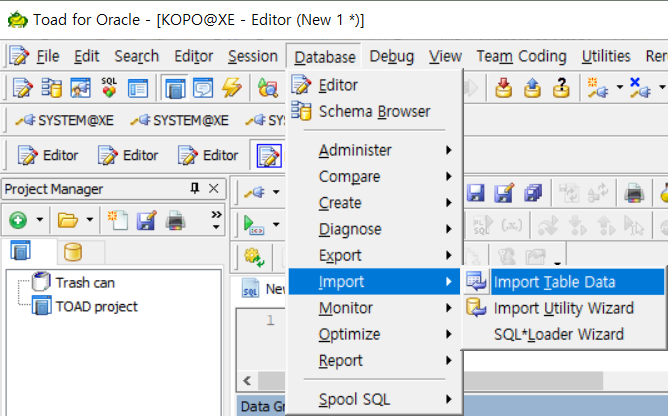 Toad for Oracle - [KOPO@XE - Editor (New 1 *)]
File Edit Search Editor Session Database Debug View Team Coding Utilities
SQL
SYSTEM@XE SYSTEM@XE
Editor Editor Editor
Project Manager
Trash can
TOAD project
Editor
Schema Browser
Administer
Compare
Create
Diagnose
Export
Import
Monitor
Optimize
Report
Spool SQL
Import Table Data
Import Utility Wizard
SQL*Loader Wizard
SQL Ne
1
Data Gr